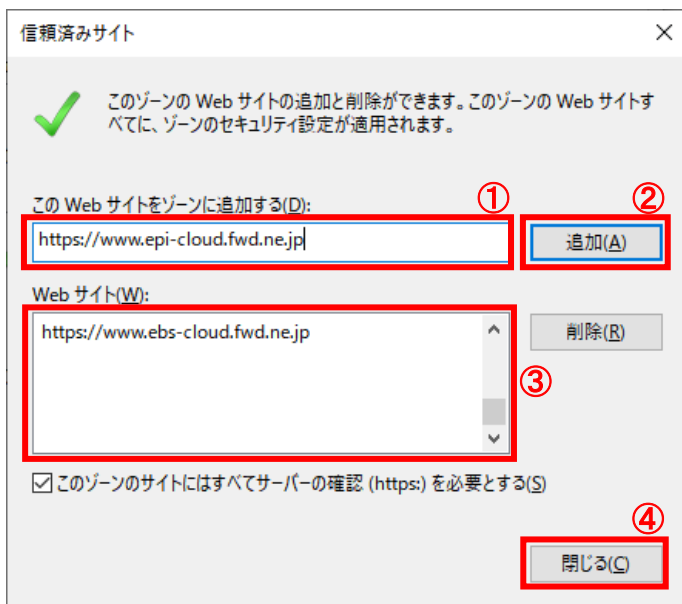 信頼済みサイト
このゾーンの Web サイトの追加と削除ができます。このゾーンの Web サイトす
べてに、ゾーンのセキュリティ設定が適用されます。
①
②
この Web サイトをゾーンに追加する(D):
https://www.epi-cloud.fwd.ne.jp
追加(A)
Web サイト(W):
https://www.ebs-cloud.fwd.ne.jp
削除(R)
③
このゾーンのサイトにはすべてサーバーの確認 (https:) を必要とする(S)
④
閉じる(C)